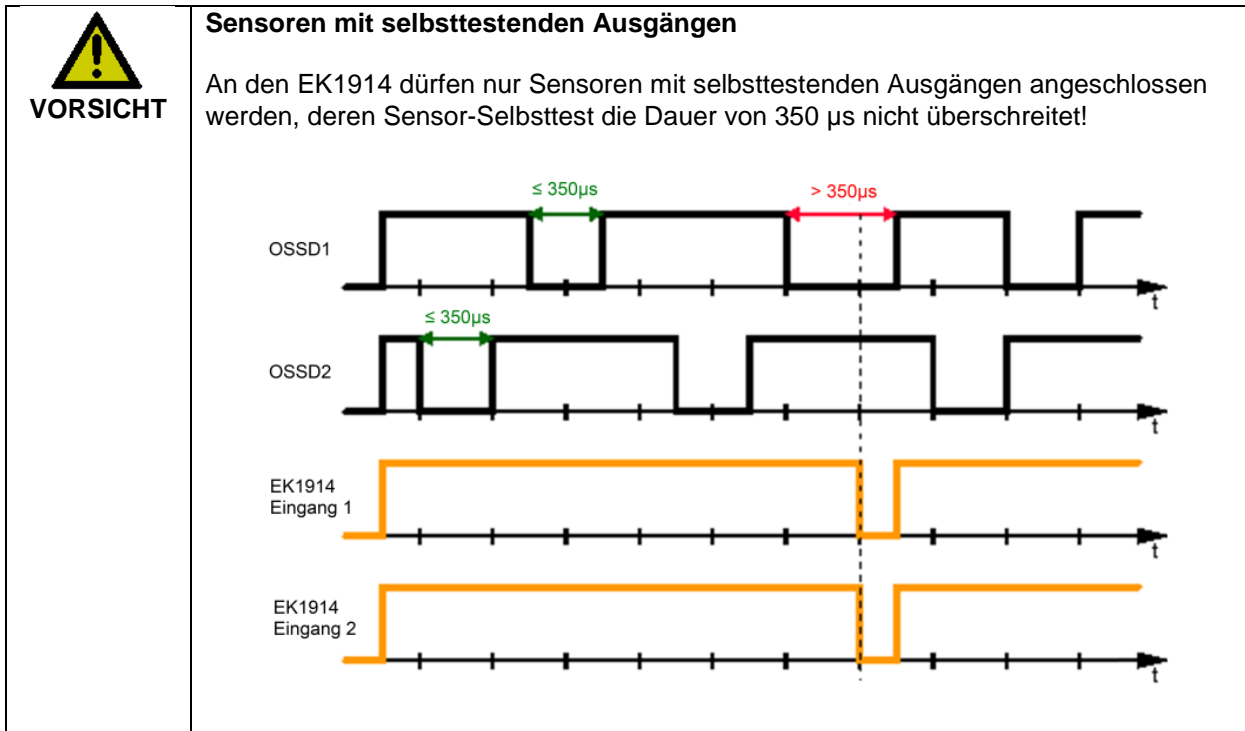 Sensoren mit selbsttestenden Ausgängen
VORSICHT
An den EK1914 dürfen nur Sensoren mit selbsttestenden Ausgängen angeschlossen
werden, deren Sensor-Selbsttest die Dauer von 350 µs nicht überschreitet!
≤ 350µs
> 350µs
OSSD1
t
≤ 350µs
OSSD2
t
EK1914
Eingang 1
t
EK1914
Eingang 2
t